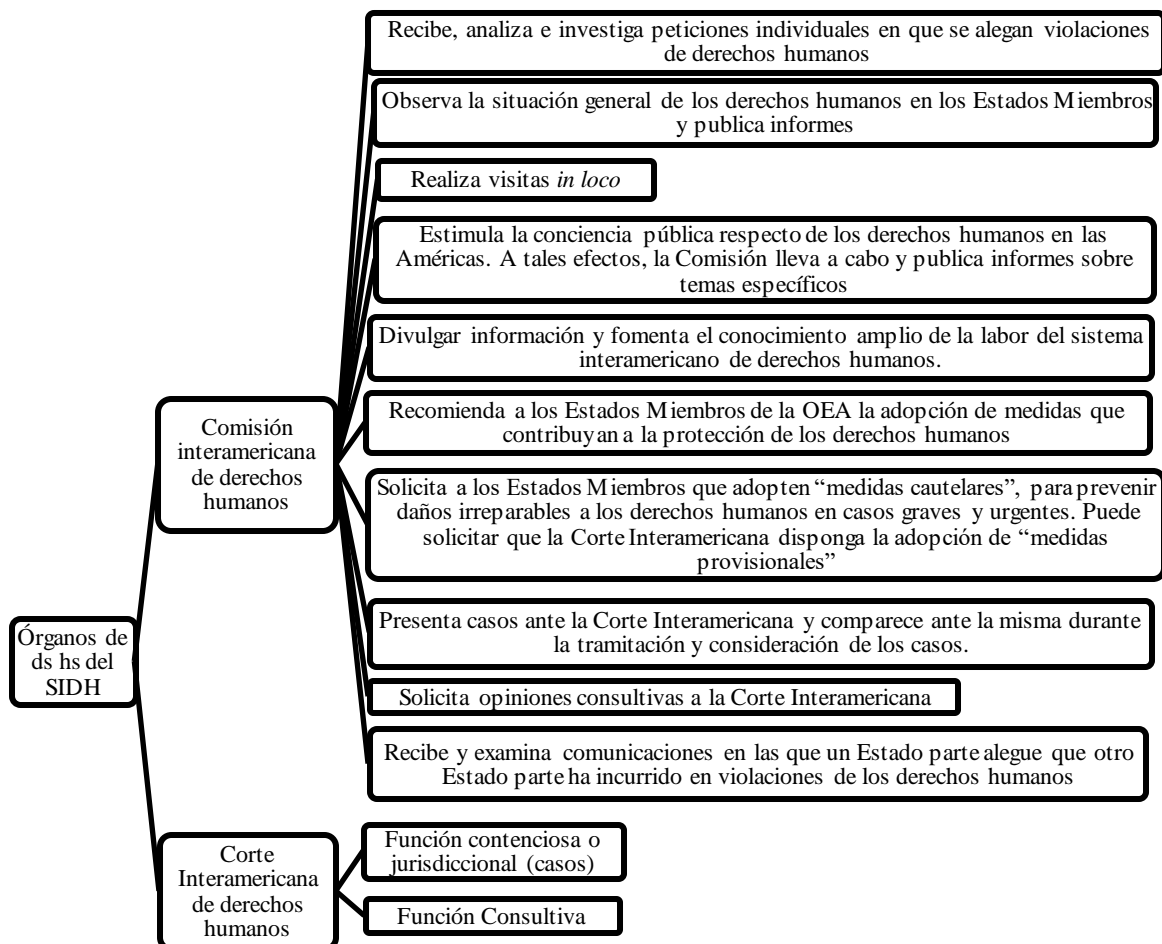 Recibe, analiza e investiga peticiones individuales en que se alegan violaciones
de derechos humanos
Observa la situación general de los derechos humanos en los Estados Miembros
y publica informes
Realiza visitas in loco
Estimula la conciencia pública respecto de los derechos humanos en las
Américas. A tales efectos, la Comisión lleva a cabo y publica informes sobre
temas específicos
Divulgar información y fomenta el conocimiento amplio de la labor del sistema
interamericano de derechos humanos.
Comisión
interamericana
de derechos
humanos
Recomienda a los Estados Miembros de la OEA la adopción de medidas que
contribuyan a la protección de los derechos humanos
Solicita a los Estados Miembros que adopten “medidas cautelares”, para prevenir
daños irreparables a los derechos humanos en casos graves y urgentes. Puede
solicitar que la Corte Interamericana disponga la adopción de “medidas
provisionales”
Órganos de
ds hs del
SIDH
Presenta casos ante la Corte Interamericana y comparece ante la misma durante
la tramitación y consideración de los casos.
Solicita opiniones consultivas a la Corte Interamericana
Recibe y examina comunicaciones en las que un Estado parte alegue que otro
Estado parte ha incurrido en violaciones de los derechos humanos
Corte
Interamericana
de derechos
humanos
Función contenciosa o
jurisdiccional (casos)
Función Consultiva